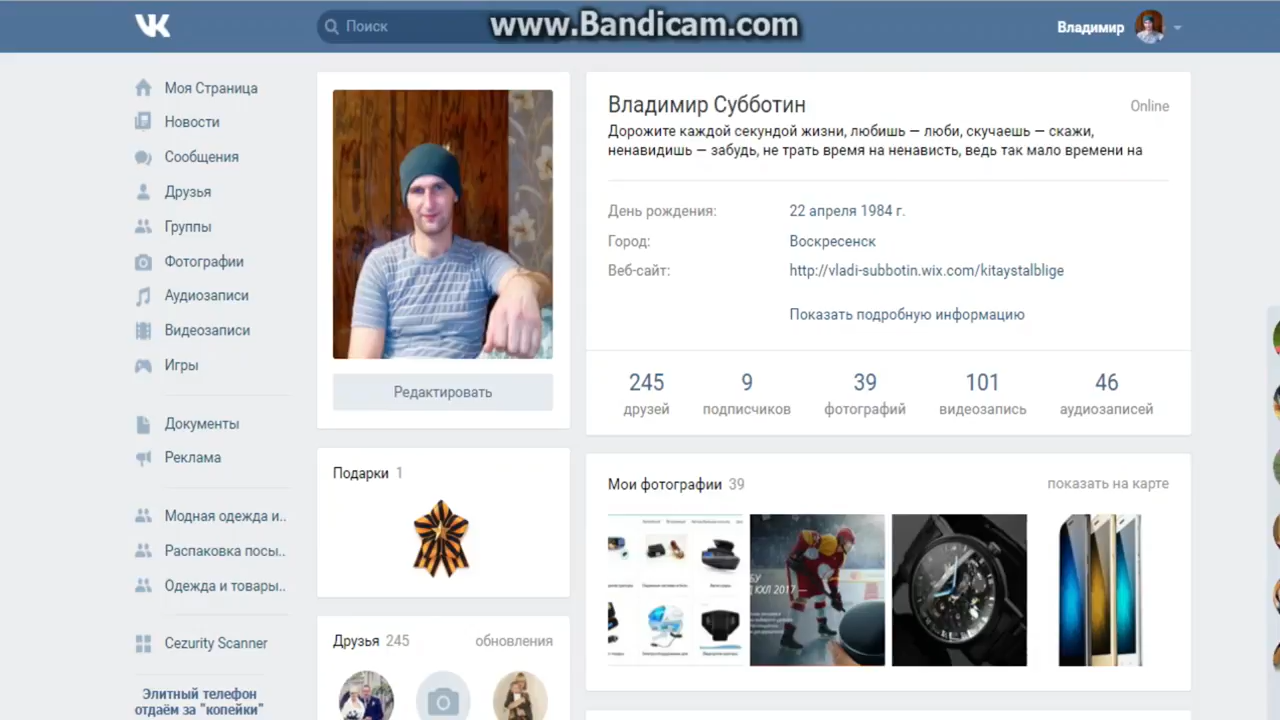 www.Bandicam.com
Поиск
Владимир
Моя Страница
Новости
Сообщения
Друзья
Группы
Фотографии
Аудиозаписи
Видеозаписи
Игры
Документы
Реклама
Модная одежда и..
Распаковка посы..
Одежда и товары..
Cezurity Scanner
Элитный телефон
отдаём за "копейки"
Редактировать
Подарки 1
Друзья 245 обновления
Владимир Субботин Online
Дорожите каждой секундой жизни, любишь — люби, скучаешь — скажи,
ненавидишь — забудь, не трать время на ненависть, ведь так мало времени на
День рождения: 22 апреля 1984 г.
Город: Воскресенск
Веб-сайт: http://vladi-subbotin.wix.com/kitaystalblige
Показать подробную информацию
245 9 39 101 46
друзей подписчиков фотографий видеозапись аудиозаписей
Мои фотографии 39 показать на карте
КХЛ 2017 —